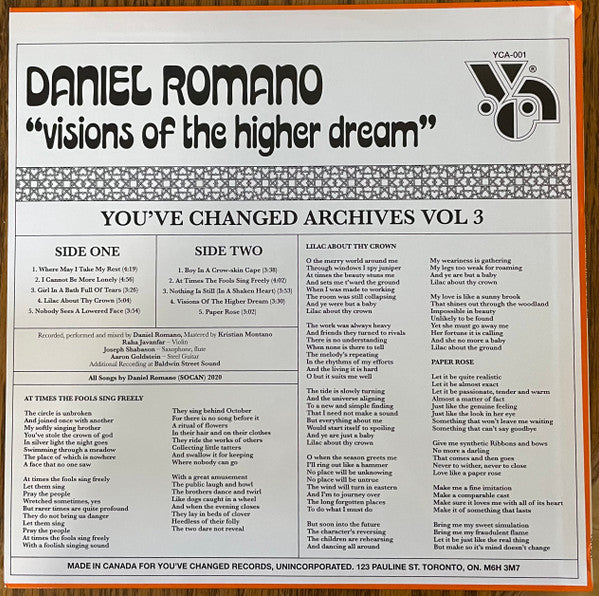 YCA-001
DANIEL ROMANO
"visions of the higher dream"
YOU'VE CHANGED ARCHIVES VOL 3
SIDE ONE
1. Where May I Take My Rest (4:19)
2. I Cannot Be More Lonely (4:56)
3. Girl In A Bath Full Of Tears (3:28)
4. Lilac About Thy Crown (5:04)
5. Nobody Sees A Lowered Face (3:54)
SIDE TWO
1. Boy In A Crow-skin Cape (3:38)
2. At Times The Fools Sing Freely (4:02)
3. Nothing Is Still (In A Shaken Heart) (3:53)
4. Visions Of The Higher Dream (3:30)
5. Paper Rose (3:02)
Recorded, performed and mixed by Daniel Romano, Mastered by Kristian Montano
Raha Javanfar – Violin
Joseph Shabason – Saxophone, flute
Aaron Goldstein – Steel Guitar
Additional Recording at Baldwin Street Sound
All Songs by Daniel Romano (SOCAN) 2020
AT TIMES THE FOOLS SING FREELY
The circle is unbroken
And joined once with another
My softly singing brother
You've stole the crown of god
In silver light the night goes
Swimming through a meadow
The place of which is nowhere
A face that no one saw
At times the fools sing freely
Let them sing
Pray the people
Wretched sometimes, yes
But rarer times are quite profound
They do not bring us danger
Let them sing
Pray the people
At times the fools sing freely
With a foolish singing sound
They sing behind October
For there is no song before it
A ritual of flowers
In their hair and on their clothes
They ride the works of others
Collecting little tatters
And swallow it for keeping
Where nobody can go
With a great amusement
The public laugh and howl
The brothers dance and twirl
Like dogs caught in a wheel
And when the evening closes
They lay in beds of clover
Heedless of their folly
The two dare not reveal
LILAC ABOUT THY CROWN
O the merry world around me
Through windows I spy juniper
At times the beauty stuns me
And sets me t'ward the ground
When I was made to working
The room was still collapsing
And ye were but a baby
Lilac about thy crown
The work was always heavy
And friends they turned to rivals
There is no understanding
When none is there to tell
The melody's repeating
In the rhythms of my efforts
And the living it is hard
O but it suits me well
The tide is slowly turning
And the universe aligning
To a new and simple finding
That I need not make a sound
But everything about me
Would start itself to spoiling
And ye are just a baby
Lilac about thy crown
O when the season greets me
I'll ring out like a hammer
No place will be unknowing
No place will be untrue
The wind will turn in eastern
And I'm to journey over
The long forgotten places
To do what I must do
But soon into the future
The character's reversing
The children are rehearsing
And dancing all around
My weariness is gathering
My legs too weak for roaming
And ye are but a baby
Lilac about thy crown
My love is like a sunny brook
That shines out through the woodland
Impossible in beauty
Unlikely to be found
Yet she must go away me
Her fortune it is calling
And she no more a baby
Lilac about the ground
PAPER ROSE
Let it be quite realistic
Let it be almost exact
Let it be passionate, tender and warm
Almost a matter of fact
Just like the genuine feeling
Just like the look in her eye
Something that won't leave me waiting
Something that can't say goodbye
Give me synthetic Ribbons and bows
No more a darling
That comes and then goes
Never to wither, never to close
Love like a paper rose
Make me a fine imitation
Make a comparable cast
Make sure it loves me with all of its heart
Make it of something that lasts
Bring me my sweet simulation
Bring me my fraudulent flame
Let it be just like the real thing
But make so it's mind doesn't change
MADE IN CANADA FOR YOU'VE CHANGED RECORDS, UNINCORPORATED. 123 PAULINE ST. TORONTO, ON. M6H 3M7